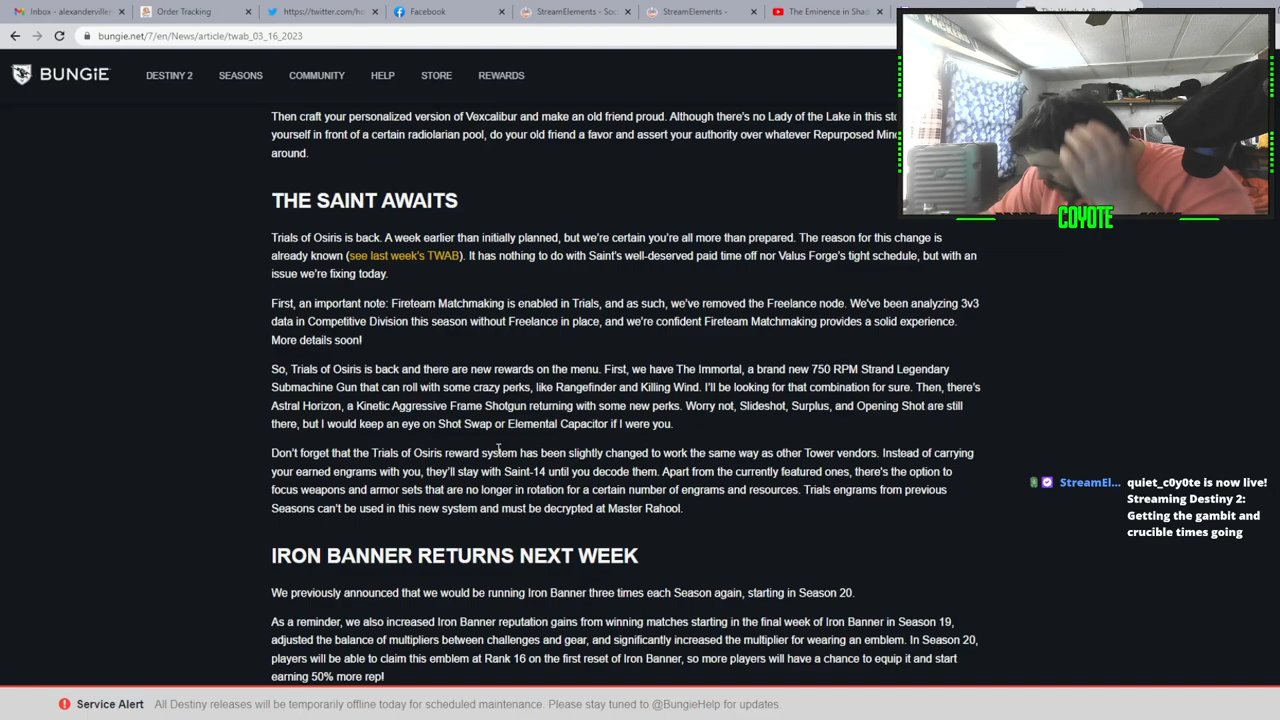 Inbox - alexanderviller
Order Tracking
https://twitter.com/ho
Facebook
StreamElements - Soc
StreamElements -
The Eminence in Sha
This Week At Bungie
bungie.net/7/en/News/article/twab_03_16_2023
BUNGIE
DESTINY 2
SEASONS
COMMUNITY
HELP
STORE
REWARDS
Then craft your personalized version of Vexcalibur and make an old friend proud. Although there's no Lady of the Lake in this sto
yourself in front of a certain radiolarian pool, do your old friend a favor and assert your authority over whatever Repurposed Mind
around.
PACKERS
COYOTE
THE SAINT AWAITS
Trials of Osiris is back. A week earlier than initially planned, but we're certain you're all more than prepared. The reason for this change is
already known (see last week's TWAB). It has nothing to do with Saint's well-deserved paid time off nor Valus Forge's tight schedule, but with an
issue we're fixing today.
First, an important note: Fireteam Matchmaking is enabled in Trials, and as such, we've removed the Freelance node. We've been analyzing 3v3
data in Competitive Division this season without Freelance in place, and we're confident Fireteam Matchmaking provides a solid experience.
More details soon!
So, Trials of Osiris is back and there are new rewards on the menu. First, we have The Immortal, a brand new 750 RPM Strand Legendary
Submachine Gun that can roll with some crazy perks, like Rangefinder and Killing Wind. I'll be looking for that combination for sure. Then, there's
Astral Horizon, a Kinetic Aggressive Frame Shotgun returning with some new perks. Worry not, Slideshot, Surplus, and Opening Shot are still
there, but I would keep an eye on Shot Swap or Elemental Capacitor if I were you.
Don't forget that the Trials of Osiris reward system has been slightly changed to work the same way as other Tower vendors. Instead of carrying
your earned engrams with you, they'll stay with Saint-14 until you decode them. Apart from the currently featured ones, there's the option to
focus weapons and armor sets that are no longer in rotation for a certain number of engrams and resources. Trials engrams from previous
Seasons can't be used in this new system and must be decrypted at Master Rahool.
StreamEl... quiet_c0y0te is now live!
Streaming Destiny 2:
Getting the gambit and
crucible times going
IRON BANNER RETURNS NEXT WEEK
We previously announced that we would be running Iron Banner three times each Season again, starting in Season 20.
As a reminder, we also increased Iron Banner reputation gains from winning matches starting in the final week of Iron Banner in Season 19,
adjusted the balance of multipliers between challenges and gear, and significantly increased the multiplier for wearing an emblem. In Season 20,
players will be able to claim this emblem at Rank 16 on the first reset of Iron Banner, so more players will have a chance to equip it and start
earning 50% more rep!
Service Alert All Destiny releases will be temporarily offline today for scheduled maintenance. Please stay tuned to @BungieHelp for updates.